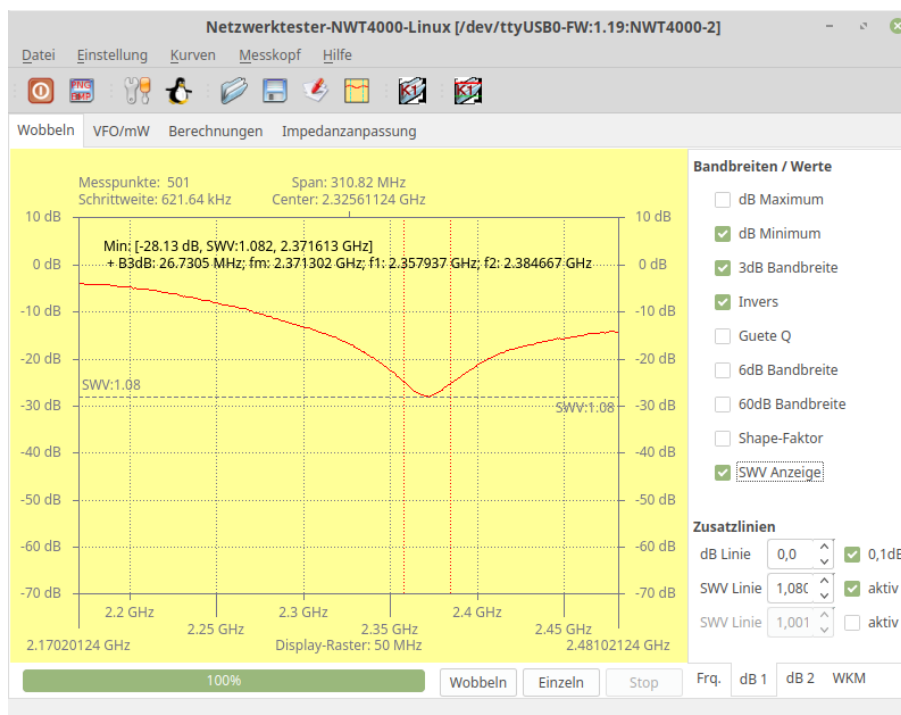 Netzwerktester-NWT4000-Linux [/dev/ttyUSB0-FW:1.19:NWT4000-2]
Datei Einstellung Kurven Messkopf Hilfe
PNG
BMP
K1
K1
Wobbeln VFO/mW Berechnungen Impedanzanpassung
Messpunkte: 501 Span: 310.82 MHz
Schrittweite: 621.64 kHz Center: 2.32561124 GHz
10 dB 10 dB
Min: [-28.13 dB, SWV:1.082, 2.371613 GHz]
0 dB + B3dB: 26.7305 MHz; fm: 2.371302 GHz; f1: 2.357937 GHz; f2: 2.384667 GHz 0 dB
-10 dB -10 dB
-20 dB -20 dB
SWV:1.08
-30 dB SWV:1.08 -30 dB
-40 dB -40 dB
-50 dB -50 dB
-60 dB -60 dB
-70 dB -70 dB
2.2 GHz 2.3 GHz 2.4 GHz
2.25 GHz 2.35 GHz 2.45 GHz
2.17020124 GHz Display-Raster: 50 MHz 2.48102124 GHz
100% Wobbeln Einzeln Stop
Bandbreiten / Werte
dB Maximum
dB Minimum
3dB Bandbreite
Invers
Guete Q
6dB Bandbreite
60dB Bandbreite
Shape-Faktor
SWV Anzeige
Zusatzlinien
dB Linie 0,0 0,1dB
SWV Linie 1,080 aktiv
SWV Linie 1,001 aktiv
Frq. dB 1 dB 2 WKM